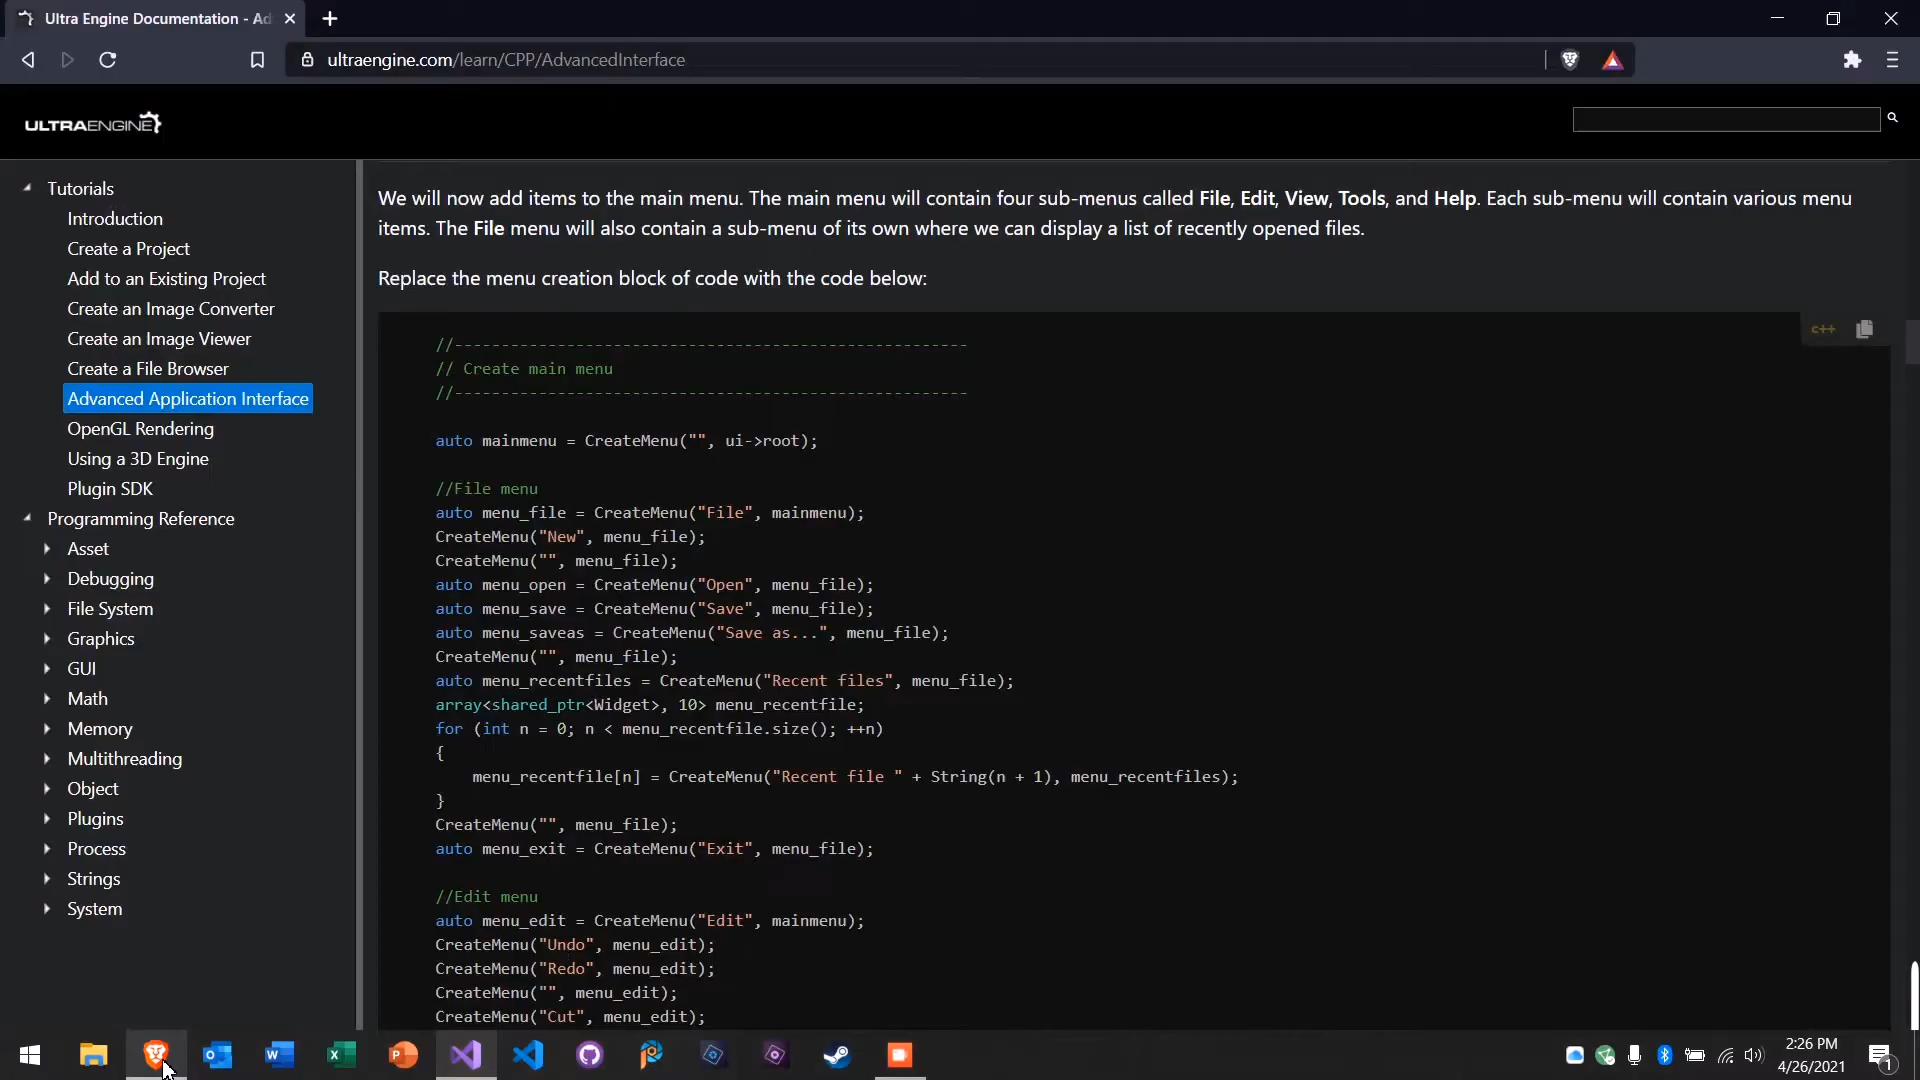 Ultra Engine Documentation - Ad
ultraengine.com/learn/CPP/AdvancedInterface
ULTRAENGINE
Tutorials
Introduction
Create a Project
Add to an Existing Project
Create an Image Converter
Create an Image Viewer
Create a File Browser
Advanced Application Interface
OpenGL Rendering
Using a 3D Engine
Plugin SDK
Programming Reference
Asset
Debugging
File System
Graphics
GUI
Math
Memory
Multithreading
Object
Plugins
Process
Strings
System
We will now add items to the main menu. The main menu will contain four sub-menus called File, Edit, View, Tools, and Help. Each sub-menu will contain various menu
items. The File menu will also contain a sub-menu of its own where we can display a list of recently opened files.
Replace the menu creation block of code with the code below:
c++
//-------------------------------------------------------
// Create main menu
//-------------------------------------------------------
auto mainmenu = CreateMenu("", ui->root);
//File menu
auto menu_file = CreateMenu("File", mainmenu);
CreateMenu("New", menu_file);
CreateMenu("", menu_file);
auto menu_open = CreateMenu("Open", menu_file);
auto menu_save = CreateMenu("Save", menu_file);
auto menu_saveas = CreateMenu("Save as...", menu_file);
CreateMenu("", menu_file);
auto menu_recentfiles = CreateMenu("Recent files", menu_file);
array<shared_ptr<Widget>, 10> menu_recentfile;
for (int n = 0; n < menu_recentfile.size(); ++n)
{
menu_recentfile[n] = CreateMenu("Recent file " + String(n + 1), menu_recentfiles);
}
CreateMenu("", menu_file);
auto menu_exit = CreateMenu("Exit", menu_file);
//Edit menu
auto menu_edit = CreateMenu("Edit", mainmenu);
CreateMenu("Undo", menu_edit);
CreateMenu("Redo", menu_edit);
CreateMenu("", menu_edit);
CreateMenu("Cut", menu_edit);
2:26 PM
4/26/2021
1